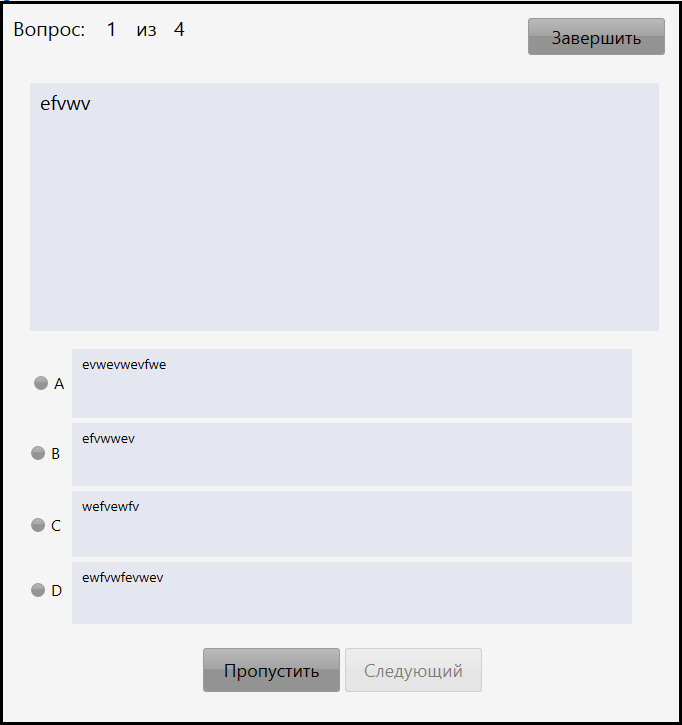 Вопрос: 1 из 4
Завершить
efvwv
A evwevwevfwe
B efvwwev
C wefvewfv
D ewfvwfevwev
Пропустить Следующий